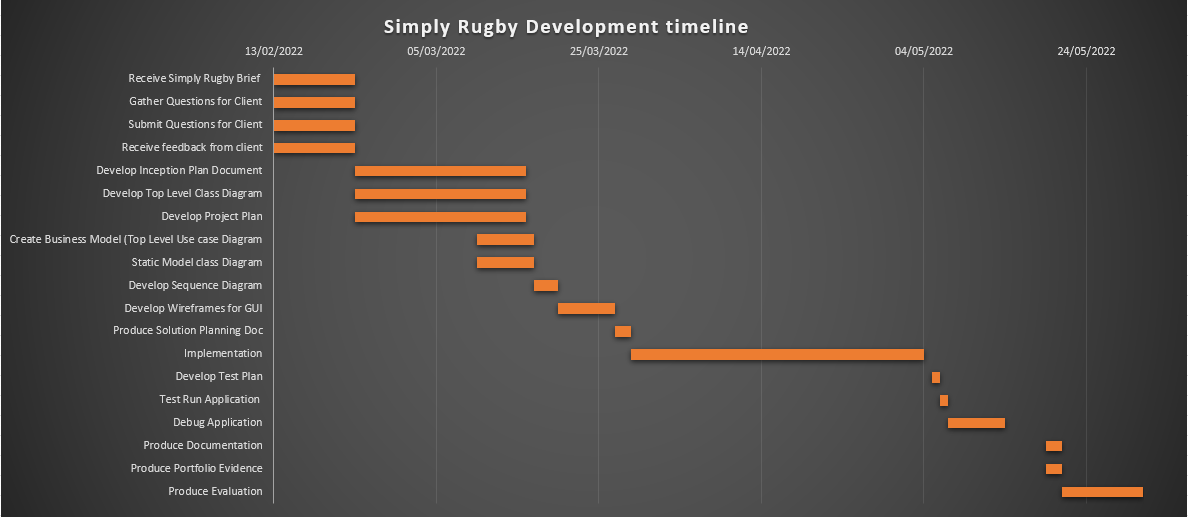 Simply Rugby Development timeline
13/02/2022 05/03/2022 25/03/2022 14/04/2022 04/05/2022 24/05/2022
Receive Simply Rugby Brief
Gather Questions for Client
Submit Questions for Client
Receive feedback from client
Develop Inception Plan Document
Develop Top Level Class Diagram
Develop Project Plan
Create Business Model (Top Level Use case Diagram
Static Model class Diagram
Develop Sequence Diagram
Develop Wireframes for GUI
Produce Solution Planning Doc
Implementation
Develop Test Plan
Test Run Application
Debug Application
Produce Documentation
Produce Portfolio Evidence
Produce Evaluation